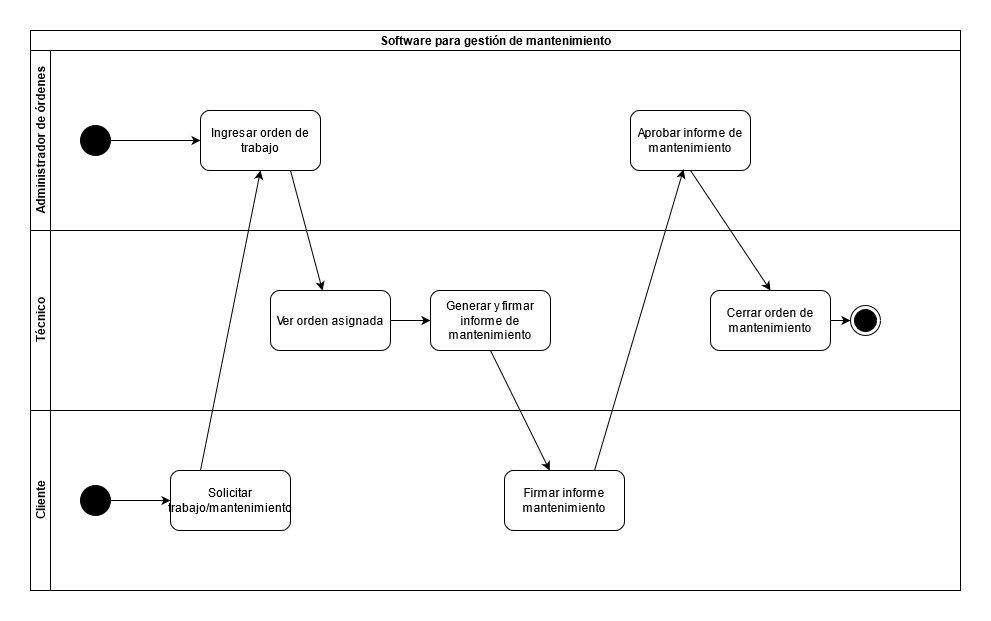 Software para gestión de mantenimiento
Administrador de órdenes
Ingresar orden de
trabajo
Aprobar informe de
mantenimiento
Técnico
Ver orden asignada
Generar y firmar
informe de
mantenimiento
Cerrar orden de
mantenimiento
Cliente
Solicitar
trabajo/mantenimiento
Firmar informe
mantenimiento